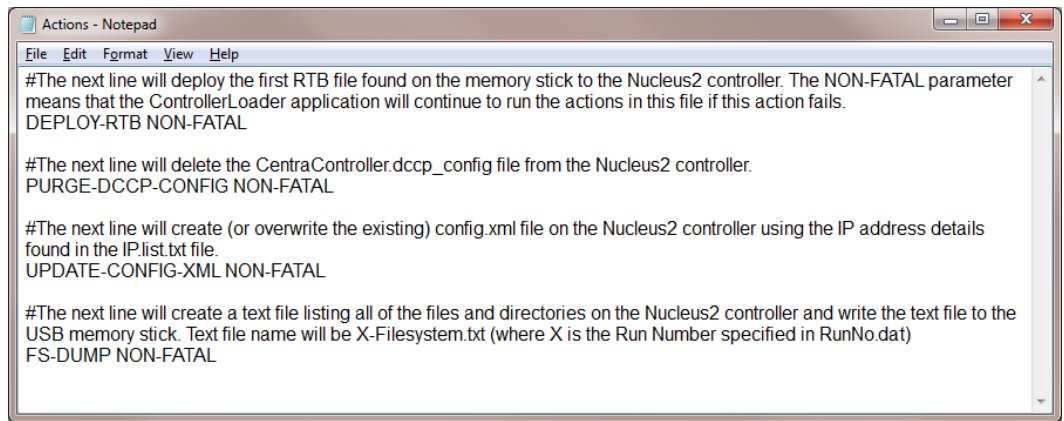 Actions - Notepad
File Edit Format View Help
#The next line will deploy the first RTB file found on the memory stick to the Nucleus2 controller. The NON-FATAL parameter
means that the ControllerLoader application will continue to run the actions in this file if this action fails.
DEPLOY-RTB NON-FATAL
#The next line will delete the CentraController.dccp_config file from the Nucleus2 controller.
PURGE-DCCP-CONFIG NON-FATAL
#The next line will create (or overwrite the existing) config.xml file on the Nucleus2 controller using the IP address details
found in the IP.list.txt file.
UPDATE-CONFIG-XML NON-FATAL
#The next line will create a text file listing all of the files and directories on the Nucleus2 controller and write the text file to the
USB memory stick. Text file name will be X-Filesystem.txt (where X is the Run Number specified in RunNo.dat)
FS-DUMP NON-FATAL